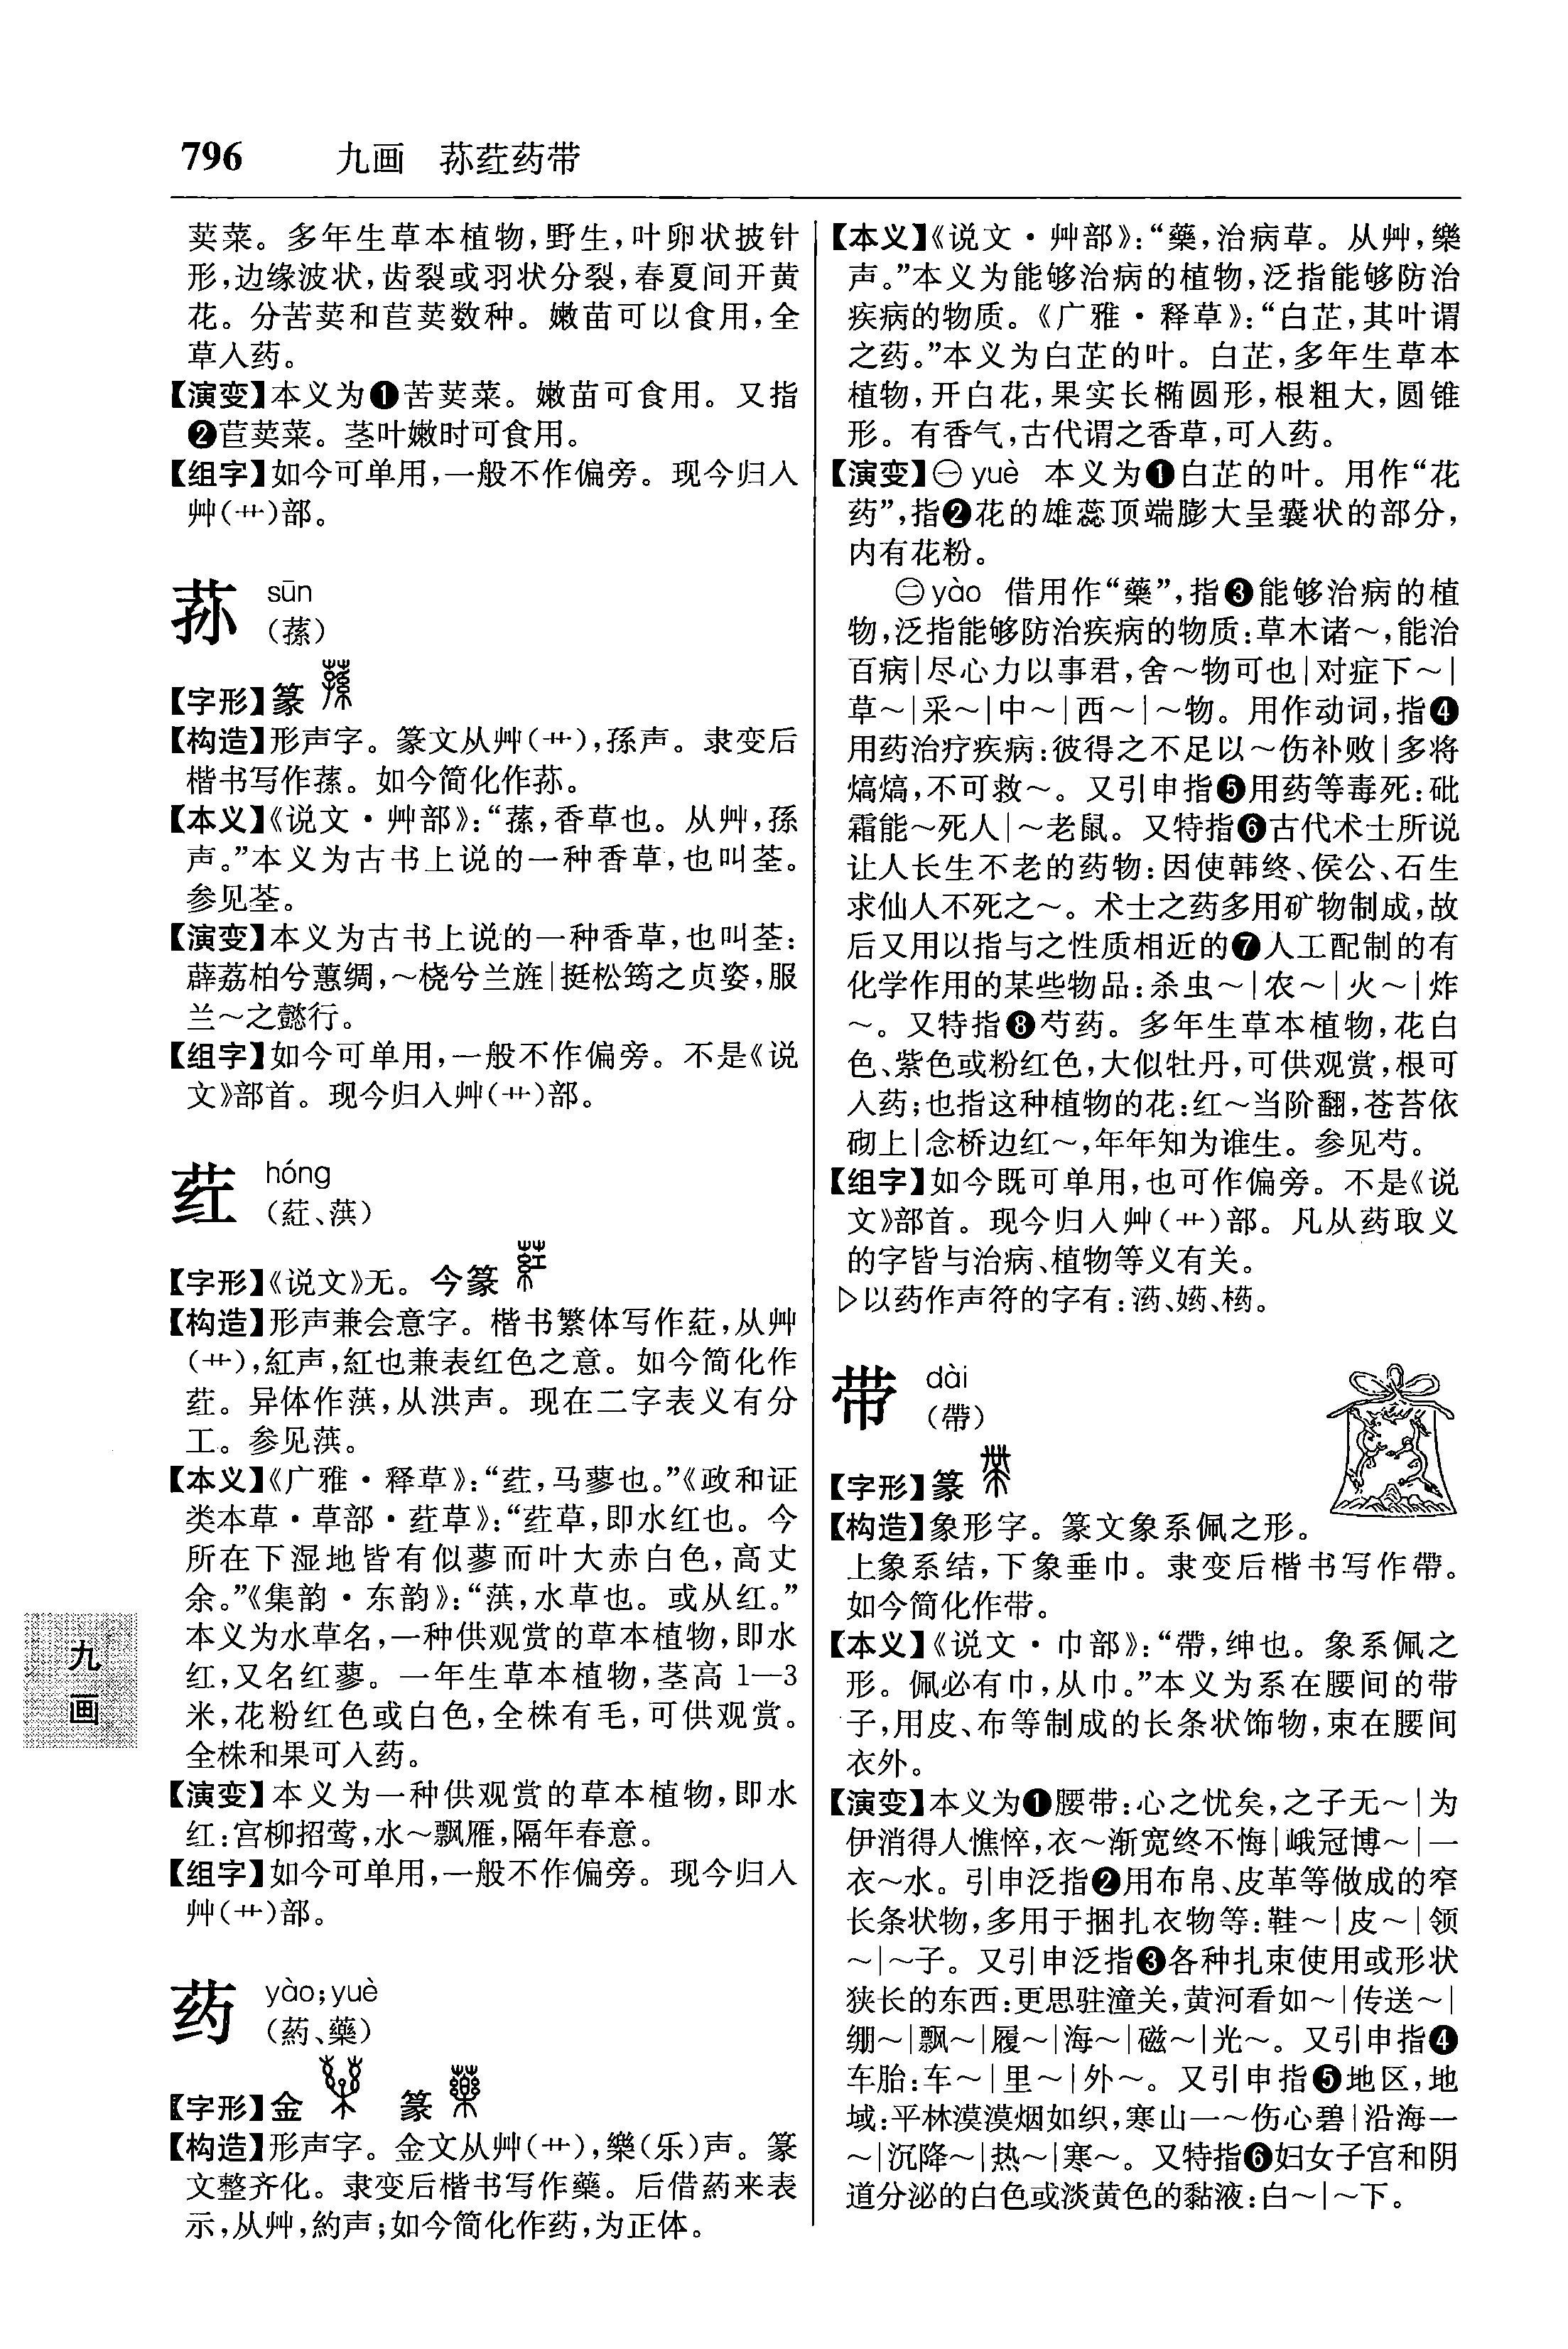 796 九画 荪荭药带
荬菜。多年生草本植物,野生,叶卵状披针
形,边缘波状,齿裂或羽状分裂,春夏间开黄
花。分苦荬和苣荬数种。嫩苗可以食用,全
草入药。
【演变】本义为❶苦荬菜。嫩苗可食用。又指
❷苣荬菜。茎叶嫩时可食用。
【组字】如今可单用,一般不作偏旁。现今归入
艸(艹)部。
荪 sūn
(蓀)
【字形】篆
【构造】形声字。篆文从艸(艹),孫声。隶变后
楷书写作蓀。如今简化作荪。
【本义】《说文·艸部》:“蓀,香草也。从艸,孫
声。”本义为古书上说的一种香草,也叫荃。
参见荃。
【演变】本义为古书上说的一种香草,也叫荃:
薜荔柏兮蕙绸,～桡兮兰旌|挺松筠之贞姿,服
兰～之懿行。
【组字】如今可单用,一般不作偏旁。不是《说
文》部首。现今归入艸(艹)部。
荭 hóng
(葒、葓)
【字形】《说文》无。今篆
【构造】形声兼会意字。楷书繁体写作葒,从艸
(艹),紅声,紅也兼表红色之意。如今简化作
荭。异体作葓,从洪声。现在二字表义有分
工。参见葓。
【本义】《广雅·释草》:“荭,马蓼也。”《政和证
类本草·草部·荭草》:“荭草,即水红也。今
所在下湿地皆有似蓼而叶大赤白色,高丈
余。”《集韵·东韵》:“葓,水草也。或从红。”
本义为水草名,一种供观赏的草本植物,即水
红,又名红蓼。一年生草本植物,茎高1—3
米,花粉红色或白色,全株有毛,可供观赏。
全株和果可入药。
【演变】本义为一种供观赏的草本植物,即水
红:宫柳招莺,水～飘雁,隔年春意。
【组字】如今可单用,一般不作偏旁。现今归入
艸(艹)部。
药 yào;yuè
(葯、藥)
【字形】金 篆
【构造】形声字。金文从艸(艹),樂(乐)声。篆
文整齐化。隶变后楷书写作藥。后借葯来表
示,从艸,約声;如今简化作药,为正体。
【本义】《说文·艸部》:“藥,治病草。从艸,樂
声。”本义为能够治病的植物,泛指能够防治
疾病的物质。《广雅·释草》:“白芷,其叶谓
之药。”本义为白芷的叶。白芷,多年生草本
植物,开白花,果实长椭圆形,根粗大,圆锥
形。有香气,古代谓之香草,可入药。
【演变】㊀yuè 本义为❶白芷的叶。用作“花
药”,指❷花的雄蕊顶端膨大呈囊状的部分,
内有花粉。
㊁yào 借用作“藥”,指❸能够治病的植
物,泛指能够防治疾病的物质:草木诸～,能治
百病|尽心力以事君,舍～物可也|对症下～|
草～|采～|中～|西～|～物。用作动词,指❹
用药治疗疾病:彼得之不足以～伤补败|多将
熇熇,不可救～。又引申指❺用药等毒死:砒
霜能～死人|～老鼠。又特指❻古代术士所说
让人长生不老的药物:因使韩终、侯公、石生
求仙人不死之～。术士之药多用矿物制成,故
后又用以指与之性质相近的❼人工配制的有
化学作用的某些物品:杀虫～|农～|火～|炸
～。又特指❽芍药。多年生草本植物,花白
色、紫色或粉红色,大似牡丹,可供观赏,根可
入药;也指这种植物的花:红～当阶翻,苍苔依
砌上|念桥边红～,年年知为谁生。参见芍。
【组字】如今既可单用,也可作偏旁。不是《说
文》部首。现今归入艸(艹)部。凡从药取义
的字皆与治病、植物等义有关。
▷以药作声符的字有:㴸、𫱃、𣛙。
带 dài
(帶)
【字形】篆
【构造】象形字。篆文象系佩之形。
上象系结,下象垂巾。隶变后楷书写作帶。
如今简化作带。
【本义】《说文·巾部》:“帶,绅也。象系佩之
形。佩必有巾,从巾。”本义为系在腰间的带
子,用皮、布等制成的长条状饰物,束在腰间
衣外。
【演变】本义为❶腰带:心之忧矣,之子无～|为
伊消得人憔悴,衣～渐宽终不悔|峨冠博～|一
衣～水。引申泛指❷用布帛、皮革等做成的窄
长条状物,多用于捆扎衣物等:鞋～|皮～|领
～|～子。又引申泛指❸各种扎束使用或形状
狭长的东西:更思驻潼关,黄河看如～|传送～|
绷～|飘～|履～|海～|磁～|光～。又引申指❹
车胎:车～|里～|外～。又引申指❺地区,地
域:平林漠漠烟如织,寒山一～伤心碧|沿海一
～|沉降～|热～|寒～。又特指❻妇女子宫和阴
道分泌的白色或淡黄色的黏液:白～|～下。
九
画